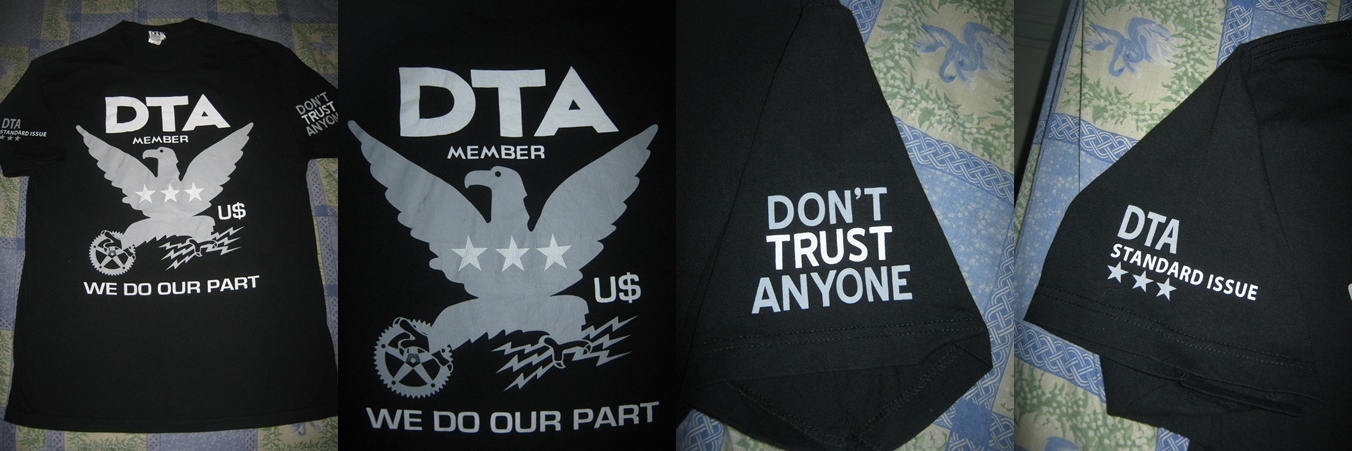 DTA
MEMBER
U$
WE DO OUR PART
DTA
STANDARD ISSUE
DON'T
TRUST
ANYON
DTA
MEMBER
U$
WE DO OUR PART
DON'T
TRUST
ANYONE
DTA
STANDARD ISSUE